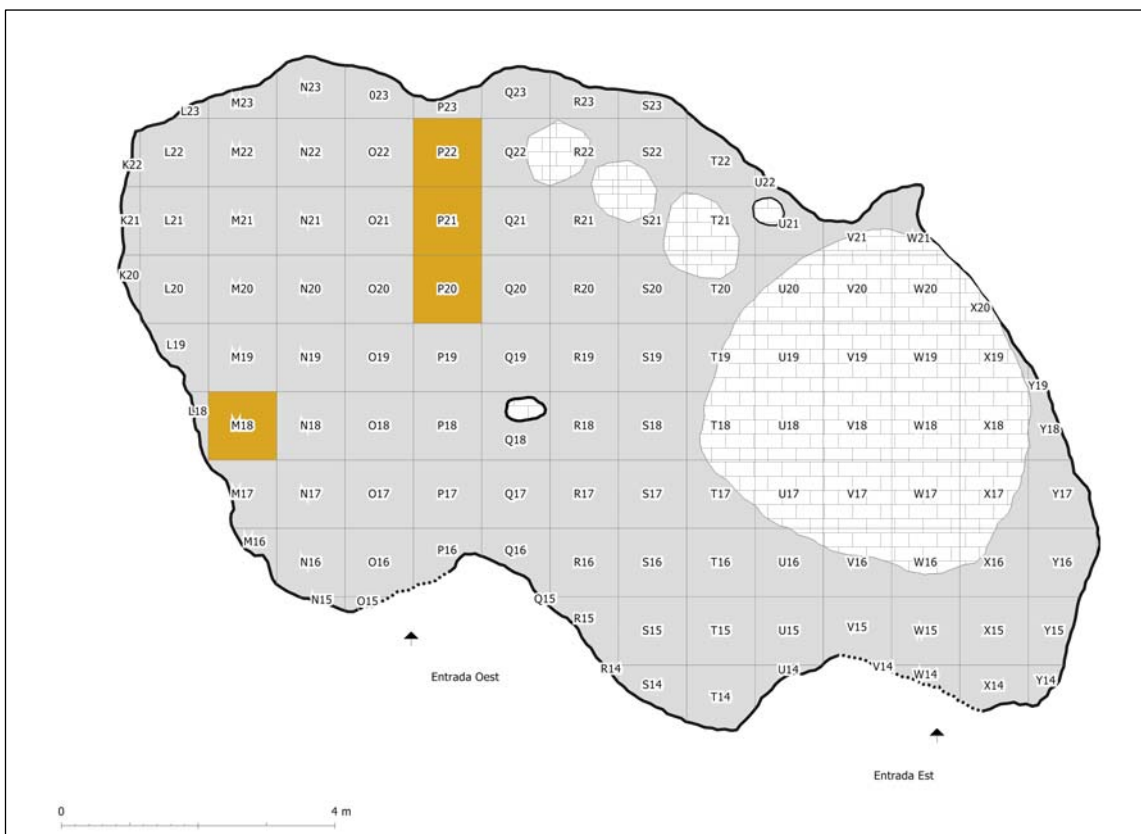 N23
Q23
O23
M23
R23
S23
P23
L23
L22
M22
N22
O22
P22
Q22
R22
S22
T22
K22
U22
K21
L21
M21
N21
O21
P21
Q21
R21
S21
T21
U21
V21
W21
K20
L20
M20
N20
O20
P20
Q20
R20
S20
T20
U20
V20
W20
X20
L19
M19
N19
O19
P19
Q19
R19
S19
T19
U19
V19
W19
X19
Y19
L18
M18
N18
O18
P18
Q18
R18
S18
T18
U18
V18
W18
X18
Y18
M17
N17
O17
P17
Q17
R17
S17
T17
U17
V17
W17
X17
Y17
M16
N16
O16
P16
Q16
R16
S16
T16
U16
V16
W16
X16
Y16
N15
O15
Q15
R15
S15
T15
U15
V15
W15
X15
Y15
R14
S14
T14
U14
V14
W14
X14
Y14
Entrada Oest
Entrada Est
0 4 m